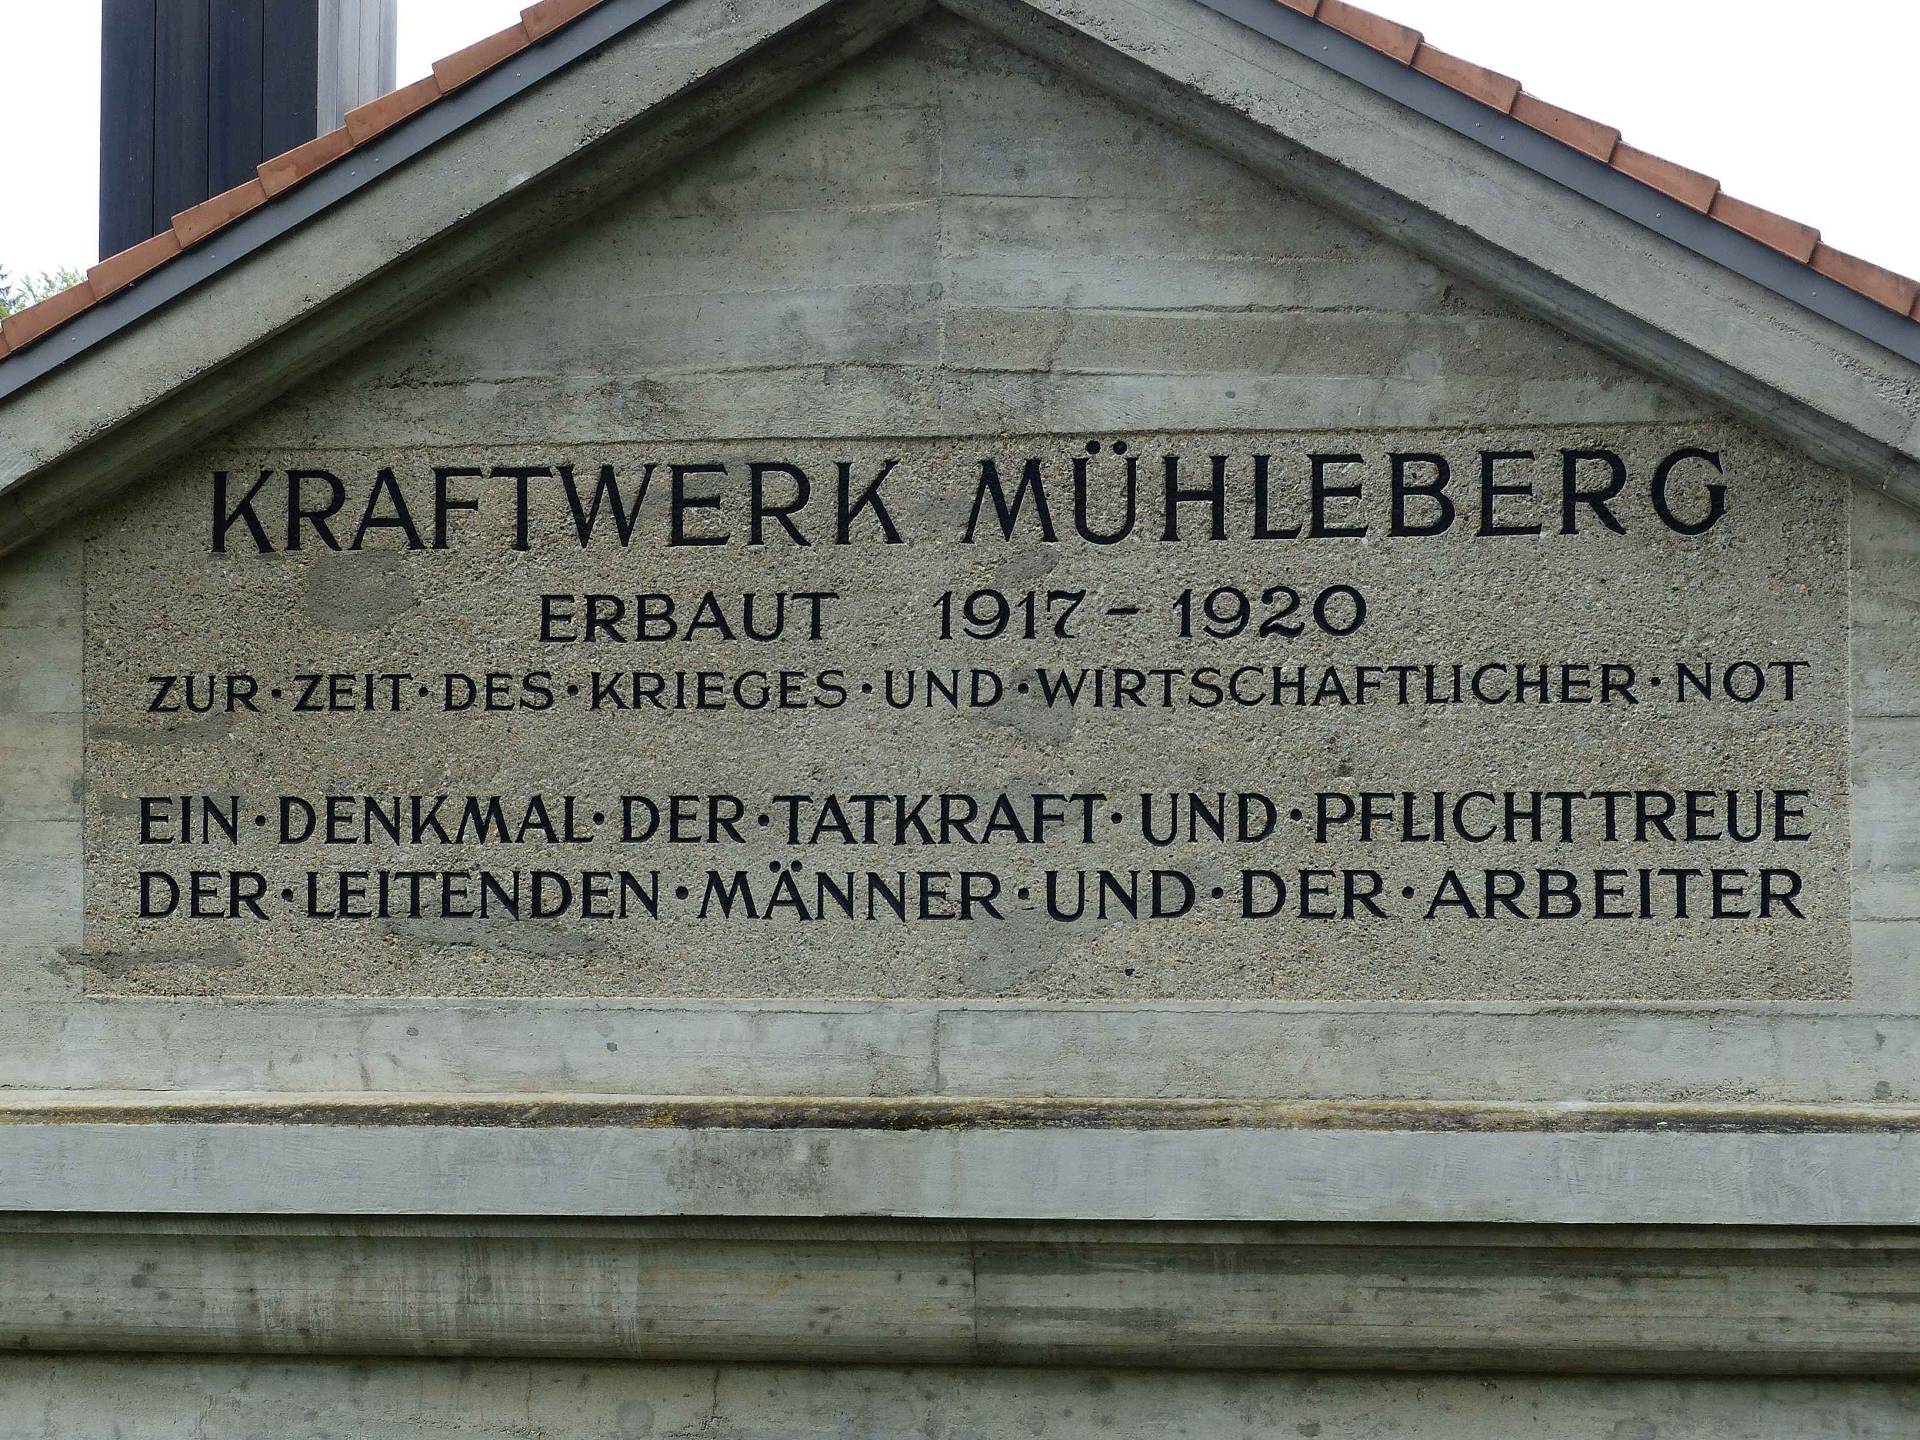 KRAFTWERK MÜHLEBERG
ERBAUT 1917 - 1920
ZUR·ZEIT·DES·KRIEGES·UND·WIRTSCHAFTLICHER·NOT
EIN·DENKMAL·DER·TATKRAFT·UND·PFLICHTTREUE
DER·LEITENDEN·MÄNNER·UND·DER·ARBEITER